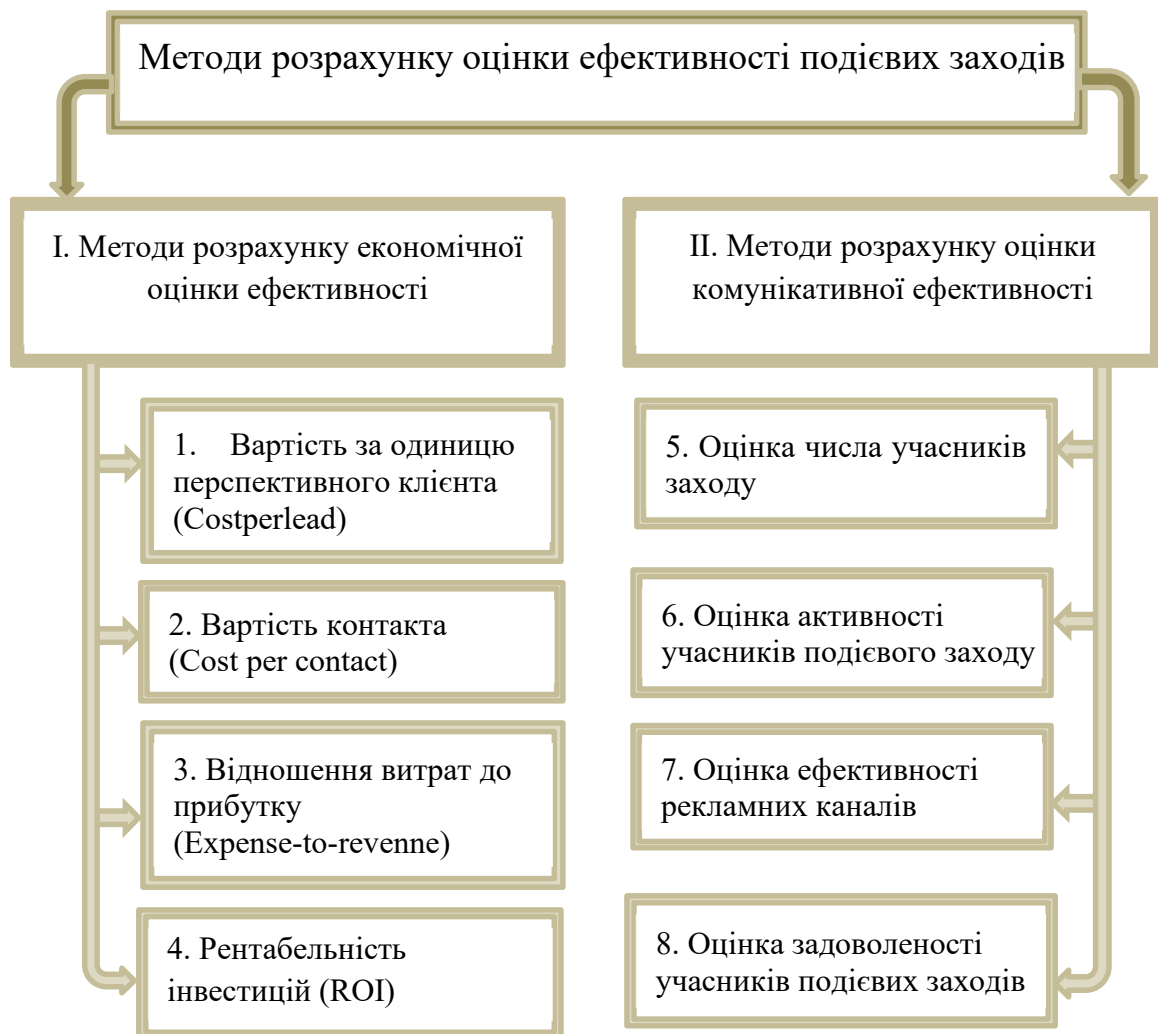 Методи розрахунку оцінки ефективності подієвих заходів
І. Методи розрахунку економічної
оцінки ефективності
1. Вартість за одиницю
перспективного клієнта
(Costperlead)
2. Вартість контакта
(Cost per contact)
3. Відношення витрат до
прибутку
(Expense-to-revenne)
4. Рентабельність
інвестицій (ROI)
ІІ. Методи розрахунку оцінки
комунікативної ефективності
5. Оцінка числа учасників
заходу
6. Оцінка активності
учасників подієвого заходу
7. Оцінка ефективності
рекламних каналів
8. Оцінка задоволеності
учасників подієвих заходів